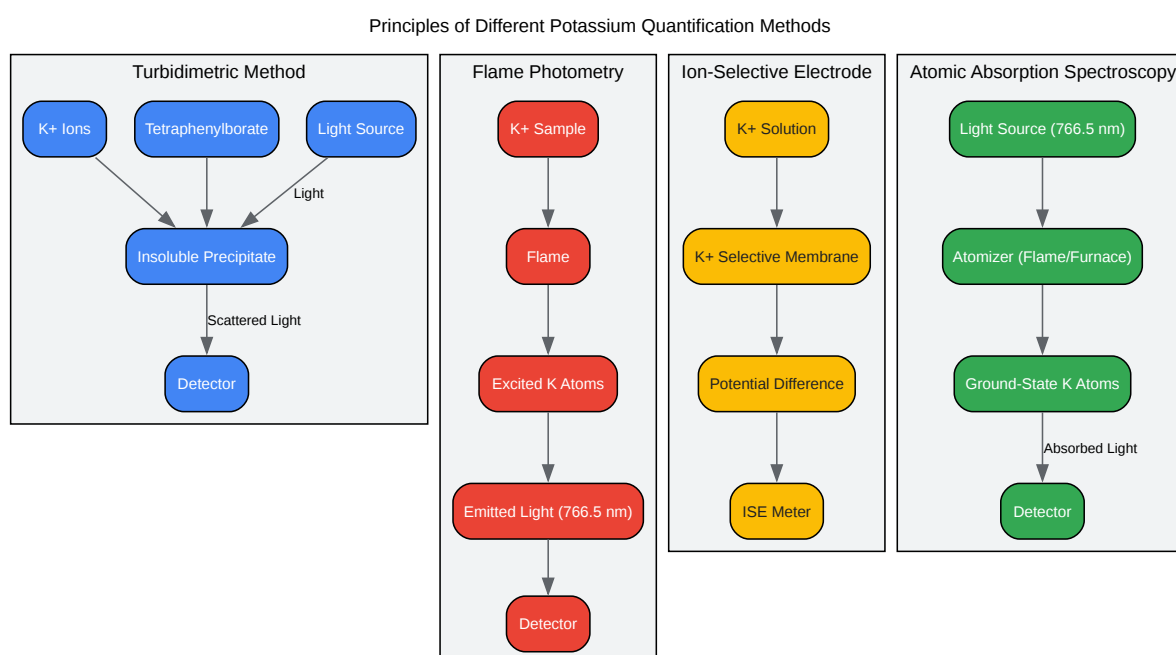 Principles of Different Potassium Quantification Methods
Turbidimetric Method
K+ Ions
Tetraphenylborate
Light Source
Light
Insoluble Precipitate
Scattered Light
Detector
Flame Photometry
K+ Sample
Flame
Excited K Atoms
Emitted Light (766.5 nm)
Detector
Ion-Selective Electrode
K+ Solution
K+ Selective Membrane
Potential Difference
ISE Meter
Atomic Absorption Spectroscopy
Light Source (766.5 nm)
Atomizer (Flame/Furnace)
Ground-State K Atoms
Absorbed Light
Detector